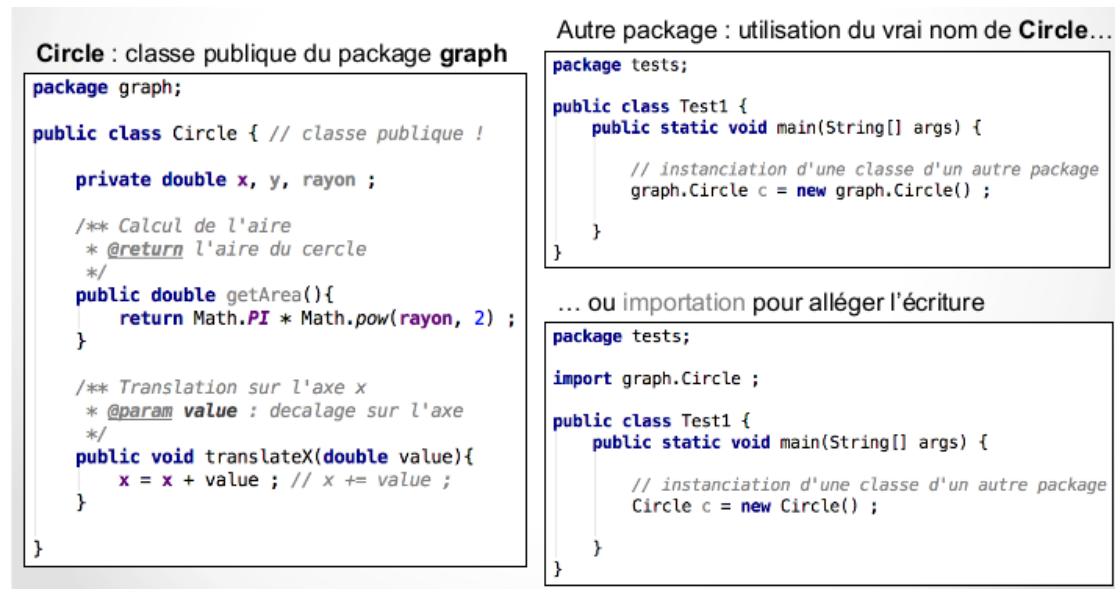 Circle : classe publique du package graph
package graph;
public class Circle { // classe publique !
private double x, y, rayon ;
/** Calcul de l'aire
* @return l'aire du cercle
*/
public double getArea(){
return Math.PI * Math.pow(rayon, 2) ;
}
/** Translation sur l'axe x
* @param value : decalage sur l'axe
*/
public void translateX(double value){
x = x + value ; // x += value ;
}
}
Autre package : utilisation du vrai nom de Circle…
package tests;
public class Test1 {
public static void main(String[] args) {
// instanciation d'une classe d'un autre package
graph.Circle c = new graph.Circle() ;
}
}
… ou importation pour alléger l'écriture
package tests;
import graph.Circle ;
public class Test1 {
public static void main(String[] args) {
// instanciation d'une classe d'un autre package
Circle c = new Circle() ;
}
}